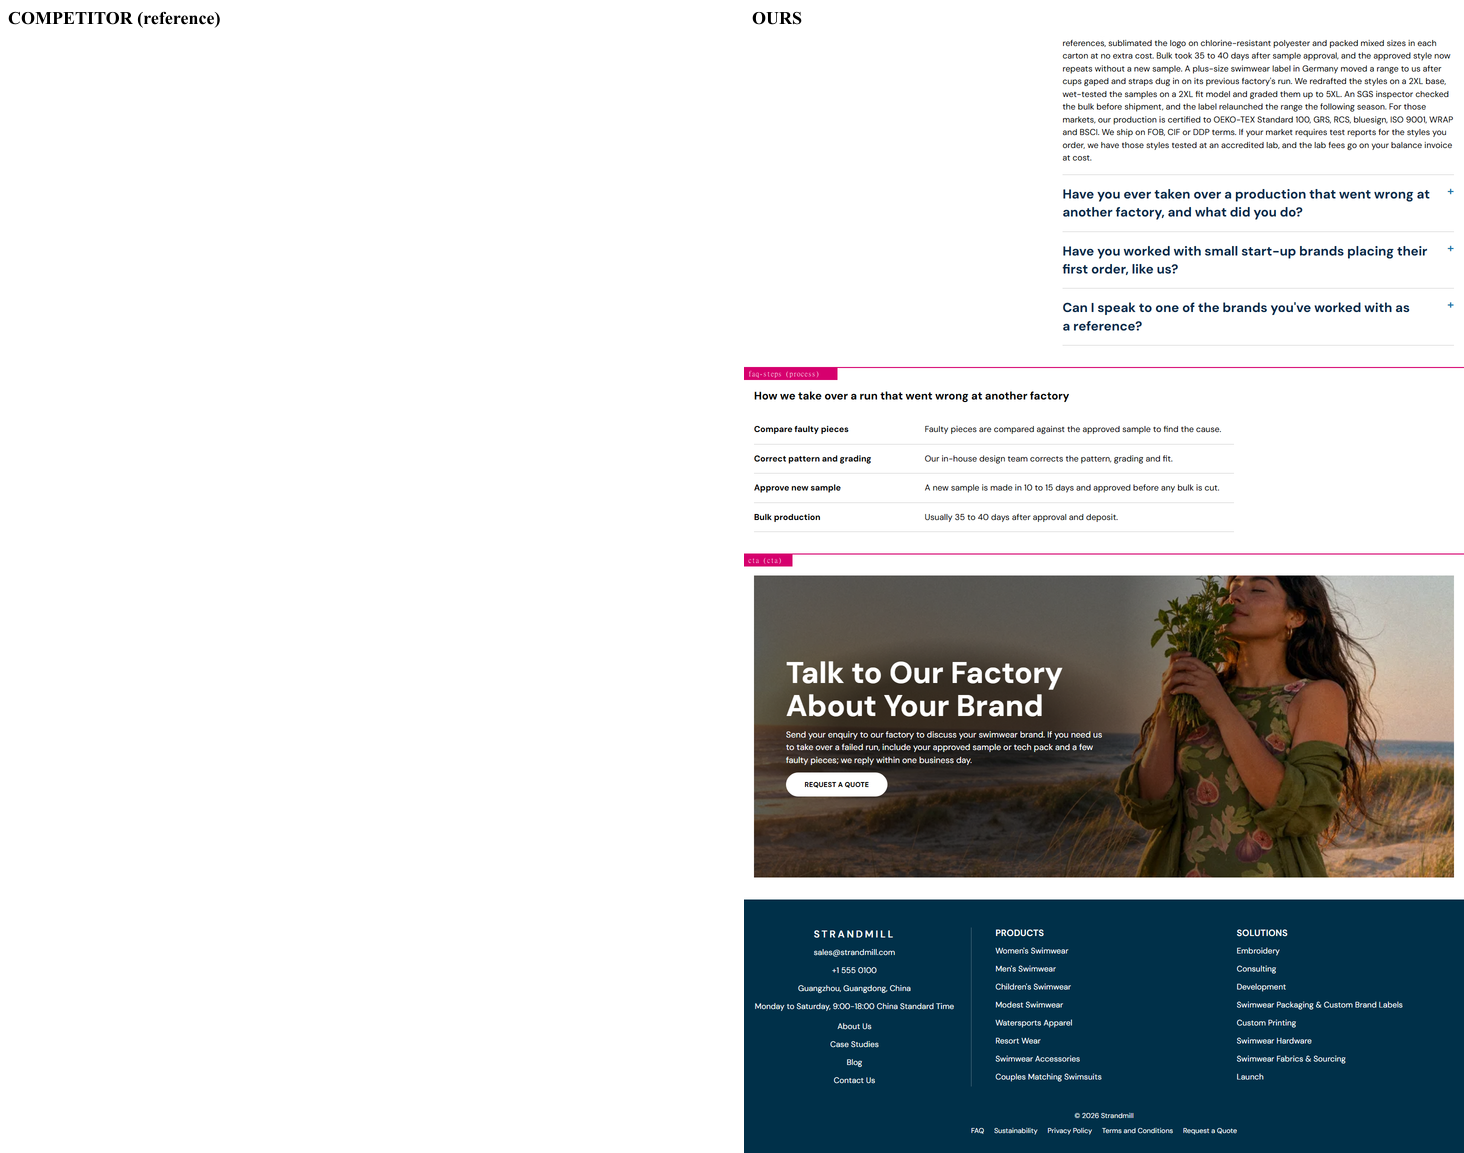 COMPETITOR (reference)
OURS
references, sublimated the logo on chlorine-resistant polyester and packed mixed sizes in each
carton at no extra cost. Bulk took 35 to 40 days after sample approval, and the approved style now
repeats without a new sample. A plus-size swimwear label in Germany moved a range to us after
cups gaped and straps dug in on its previous factory's run. We redrafted the styles on a 2XL base,
wet-tested the samples on a 2XL fit model and graded them up to 5XL. An SGS inspector checked
the bulk before shipment, and the label relaunched the range the following season. For those
markets, our production is certified to OEKO-TEX Standard 100, GRS, RCS, bluesign, ISO 9001, WRAP
and BSCI. We ship on FOB, CIF or DDP terms. If your market requires test reports for the styles you
order, we have those styles tested at an accredited lab, and the lab fees go on your balance invoice
at cost.
Have you ever taken over a production that went wrong at +
another factory, and what did you do?
Have you worked with small start-up brands placing their +
first order, like us?
Can I speak to one of the brands you've worked with as +
a reference?
faq-steps (process)
How we take over a run that went wrong at another factory
Compare faulty pieces Faulty pieces are compared against the approved sample to find the cause.
Correct pattern and grading Our in-house design team corrects the pattern, grading and fit.
Approve new sample A new sample is made in 10 to 15 days and approved before any bulk is cut.
Bulk production Usually 35 to 40 days after approval and deposit.
cta (cta)
Talk to Our Factory
About Your Brand
Send your enquiry to our factory to discuss your swimwear brand. If you need us
to take over a failed run, include your approved sample or tech pack and a few
faulty pieces; we reply within one business day.
REQUEST A QUOTE
STRANDMILL
sales@strandmill.com
+1 555 0100
Guangzhou, Guangdong, China
Monday to Saturday, 9:00-18:00 China Standard Time
About Us
Case Studies
Blog
Contact Us
PRODUCTS
Women's Swimwear
Men's Swimwear
Children's Swimwear
Modest Swimwear
Watersports Apparel
Resort Wear
Swimwear Accessories
Couples Matching Swimsuits
SOLUTIONS
Embroidery
Consulting
Development
Swimwear Packaging & Custom Brand Labels
Custom Printing
Swimwear Hardware
Swimwear Fabrics & Sourcing
Launch
© 2026 Strandmill
FAQ Sustainability Privacy Policy Terms and Conditions Request a Quote